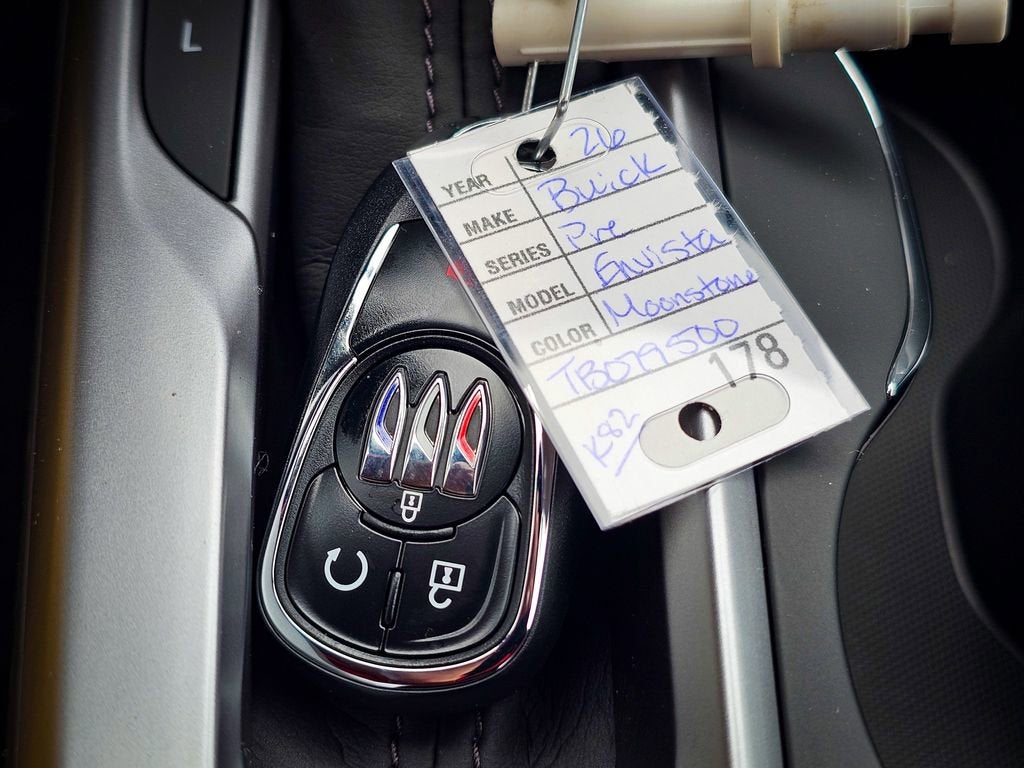 L
YEAR 26
MAKE Buick
SERIES Pre
MODEL Envista
COLOR Moonstone
TB079500
178
K82